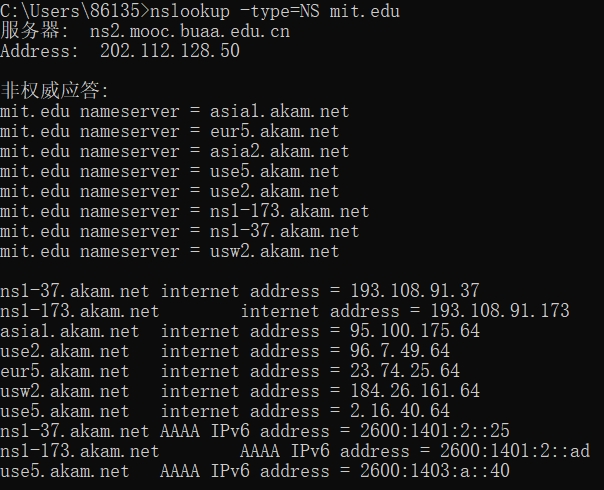 C:\Users\86135>nslookup -type=NS mit.edu
服务器:  ns2.mooc.buaa.edu.cn
Address:  202.112.128.50
非权威应答:
mit.edu nameserver = asia1.akam.net
mit.edu nameserver = eur5.akam.net
mit.edu nameserver = asia2.akam.net
mit.edu nameserver = use5.akam.net
mit.edu nameserver = use2.akam.net
mit.edu nameserver = ns1-173.akam.net
mit.edu nameserver = ns1-37.akam.net
mit.edu nameserver = usw2.akam.net
ns1-37.akam.net internet address = 193.108.91.37
ns1-173.akam.net        internet address = 193.108.91.173
asia1.akam.net  internet address = 95.100.175.64
use2.akam.net   internet address = 96.7.49.64
eur5.akam.net   internet address = 23.74.25.64
usw2.akam.net   internet address = 184.26.161.64
use5.akam.net   internet address = 2.16.40.64
ns1-37.akam.net AAAA IPv6 address = 2600:1401:2::25
ns1-173.akam.net        AAAA IPv6 address = 2600:1401:2::ad
use5.akam.net   AAAA IPv6 address = 2600:1403:a::40